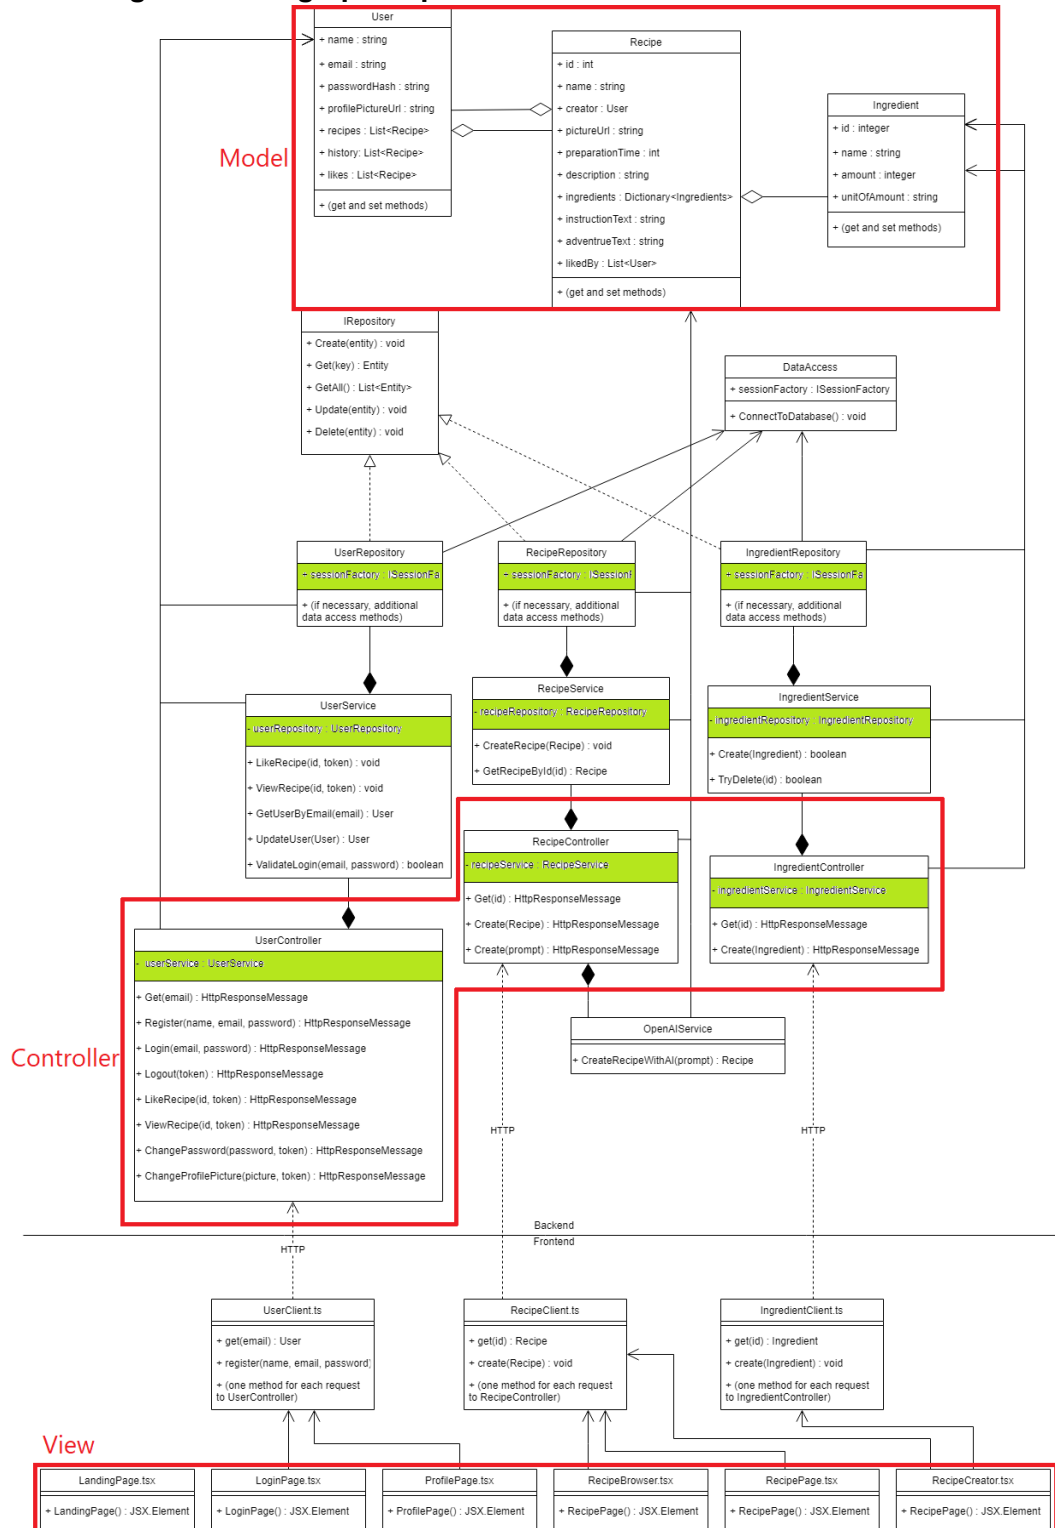 User
+ name : string
+ email : string
+ passwordHash : string
+ profilePictureUrl : string
+ recipes : List<Recipe>
+ history: List<Recipe>
+ likes : List<Recipe>
+ (get and set methods)
Recipe
+ id : int
+ name : string
+ creator : User
+ pictureUrl : string
+ preparationTime : int
+ description : string
+ ingredients : Dictionary<Ingredients>
+ instructionText : string
+ adventrueText : string
+ likedBy : List<User>
+ (get and set methods)
Ingredient
+ id : integer
+ name : string
+ amount : integer
+ unitOfAmount : string
+ (get and set methods)
Model
IRepository
+ Create(entity) : void
+ Get(key) : Entity
+ GetAll() : List<Entity>
+ Update(entity) : void
+ Delete(entity) : void
DataAccess
+ sessionFactory : ISessionFactory
+ ConnectToDatabase() : void
UserRepository
+ sessionFactory : ISessionFa
+ (if necessary, additional
data access methods)
RecipeRepository
+ sessionFactory : ISessionF
+ (if necessary, additional
data access methods)
IngredientRepository
+ sessionFactory : ISessionFa
+ (if necessary, additional
data access methods)
UserService
- userRepository : UserRepository
+ LikeRecipe(id, token) : void
+ ViewRecipe(id, token) : void
+ GetUserByEmail(email) : User
+ UpdateUser(User) : User
+ ValidateLogin(email, password) : boolean
RecipeService
- recipeRepository : RecipeRepository
+ CreateRecipe(Recipe) : void
+ GetRecipeById(id) : Recipe
IngredientService
- ingredientRepository : IngredientRepository
+ Create(Ingredient) : boolean
+ TryDelete(id) : boolean
RecipeController
- recipeService : RecipeService
+ Get(id) : HttpResponseMessage
+ Create(Recipe) : HttpResponseMessage
+ Create(prompt) : HttpResponseMessage
IngredientController
- ingredientService : IngredientService
+ Get(id) : HttpResponseMessage
+ Create(Ingredient) : HttpResponseMessage
UserController
- userService : UserService
+ Get(email) : HttpResponseMessage
+ Register(name, email, password) : HttpResponseMessage
+ Login(email, password) : HttpResponseMessage
+ Logout(token) : HttpResponseMessage
+ LikeRecipe(id, token) : HttpResponseMessage
+ ViewRecipe(id, token) : HttpResponseMessage
+ ChangePassword(password, token) : HttpResponseMessage
+ ChangeProfilePicture(picture, token) : HttpResponseMessage
Controller
OpenAIService
+ CreateRecipeWithAI(prompt) : Recipe
HTTP
HTTP
Backend
Frontend
HTTP
UserClient.ts
+ get(email) : User
+ register(name, email, password)
+ (one method for each request
to UserController)
RecipeClient.ts
+ get(id) : Recipe
+ create(Recipe) : void
+ (one method for each request
to RecipeController)
IngredientClient.ts
+ get(id) : Ingredient
+ create(Ingredient) : void
+ (one method for each request
to IngredientController)
View
LandingPage.tsx
+ LandingPage() : JSX.Element
LoginPage.tsx
+ LoginPage() : JSX.Element
ProfilePage.tsx
+ ProfilePage() : JSX.Element
RecipeBrowser.tsx
+ RecipePage() : JSX.Element
RecipePage.tsx
+ RecipePage() : JSX.Element
RecipeCreator.tsx
+ RecipePage() : JSX.Element